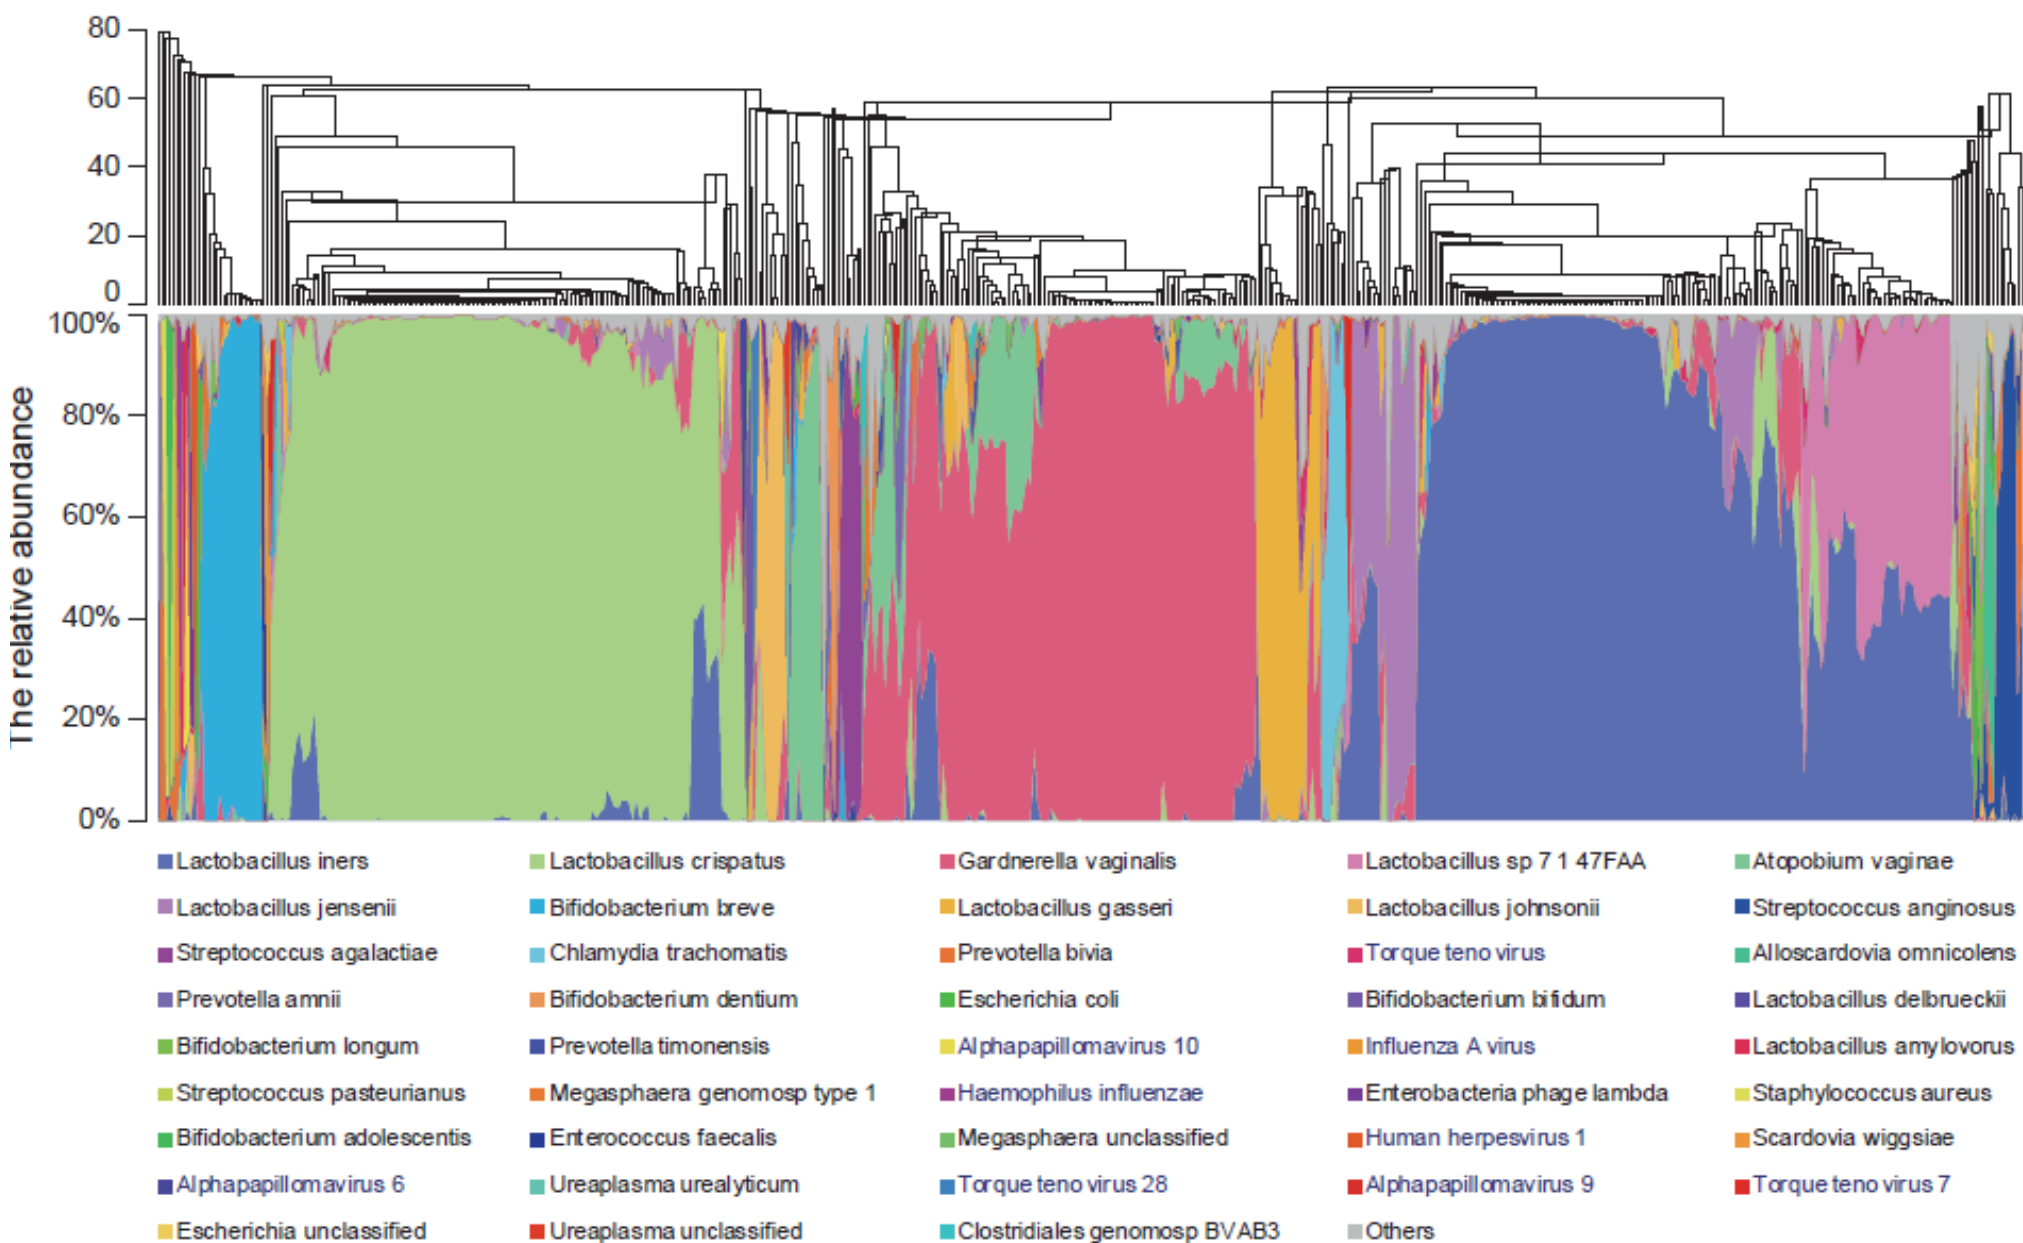 80
60
40
20
0
100%
80%
60%
40%
20%
0%
The relative abundance
Lactobacillus iners Lactobacillus crispatus Gardnerella vaginalis Lactobacillus sp 7 1 47FAA Atopobium vaginae
Lactobacillus jensenii Bifidobacterium breve Lactobacillus gasseri Lactobacillus johnsonii Streptococcus anginosus
Streptococcus agalactiae Chlamydia trachomatis Prevotella bivia Torque teno virus Alloscardovia omnicolens
Prevotella amnii Bifidobacterium dentium Escherichia coli Bifidobacterium bifidum Lactobacillus delbrueckii
Bifidobacterium longum Prevotella timonensis Alphapapillomavirus 10 Influenza A virus Lactobacillus amylovorus
Streptococcus pasteurianus Megasphaera genomosp type 1 Haemophilus influenzae Enterobacteria phage lambda Staphylococcus aureus
Bifidobacterium adolescentis Enterococcus faecalis Megasphaera unclassified Human herpesvirus 1 Scardovia wiggsiae
Alphapapillomavirus 6 Ureaplasma urealyticum Torque teno virus 28 Alphapapillomavirus 9 Torque teno virus 7
Escherichia unclassified Ureaplasma unclassified Clostridiales genomosp BVAB3 Others